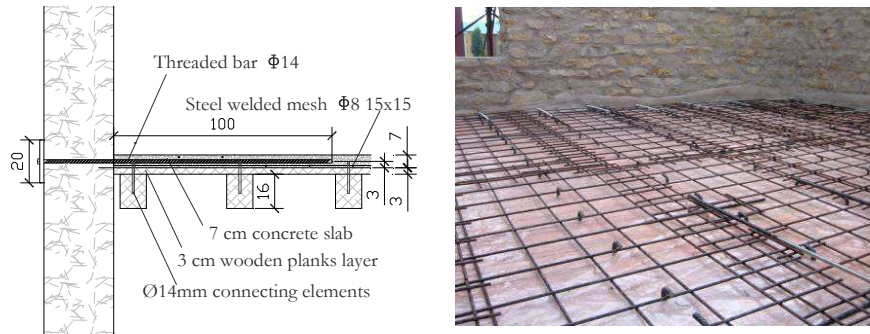 Threaded bar Φ14
Steel welded mesh Φ8 15x15
100
20
7
3
3
16
7 cm concrete slab
3 cm wooden planks layer
Ø14mm connecting elements